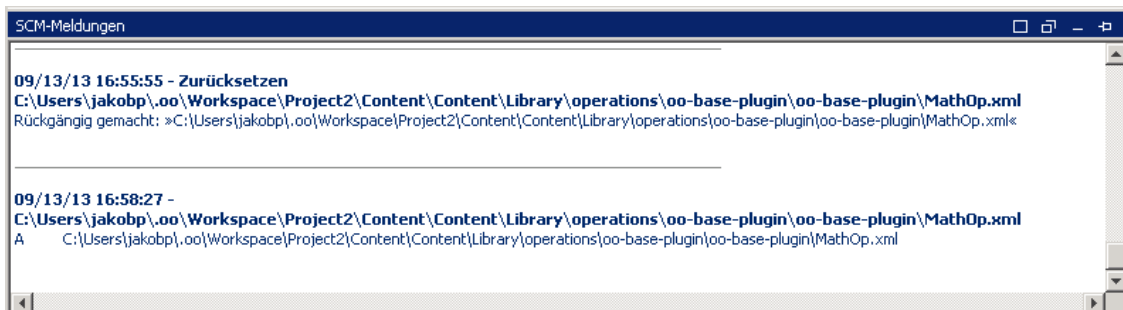 SCM-Meldungen
09/13/13 16:55:55 - Zurücksetzen
C:\Users\jakobp\.oo\Workspace\Project2\Content\Content\Library\operations\oo-base-plugin\oo-base-plugin\MathOp.xml
Rückgängig gemacht: »C:\Users\jakobp\.oo\Workspace\Project2\Content\Content\Library\operations\oo-base-plugin\oo-base-plugin\MathOp.xml«
09/13/13 16:58:27 -
C:\Users\jakobp\.oo\Workspace\Project2\Content\Content\Library\operations\oo-base-plugin\oo-base-plugin\MathOp.xml
A C:\Users\jakobp\.oo\Workspace\Project2\Content\Content\Library\operations\oo-base-plugin\oo-base-plugin\MathOp.xml